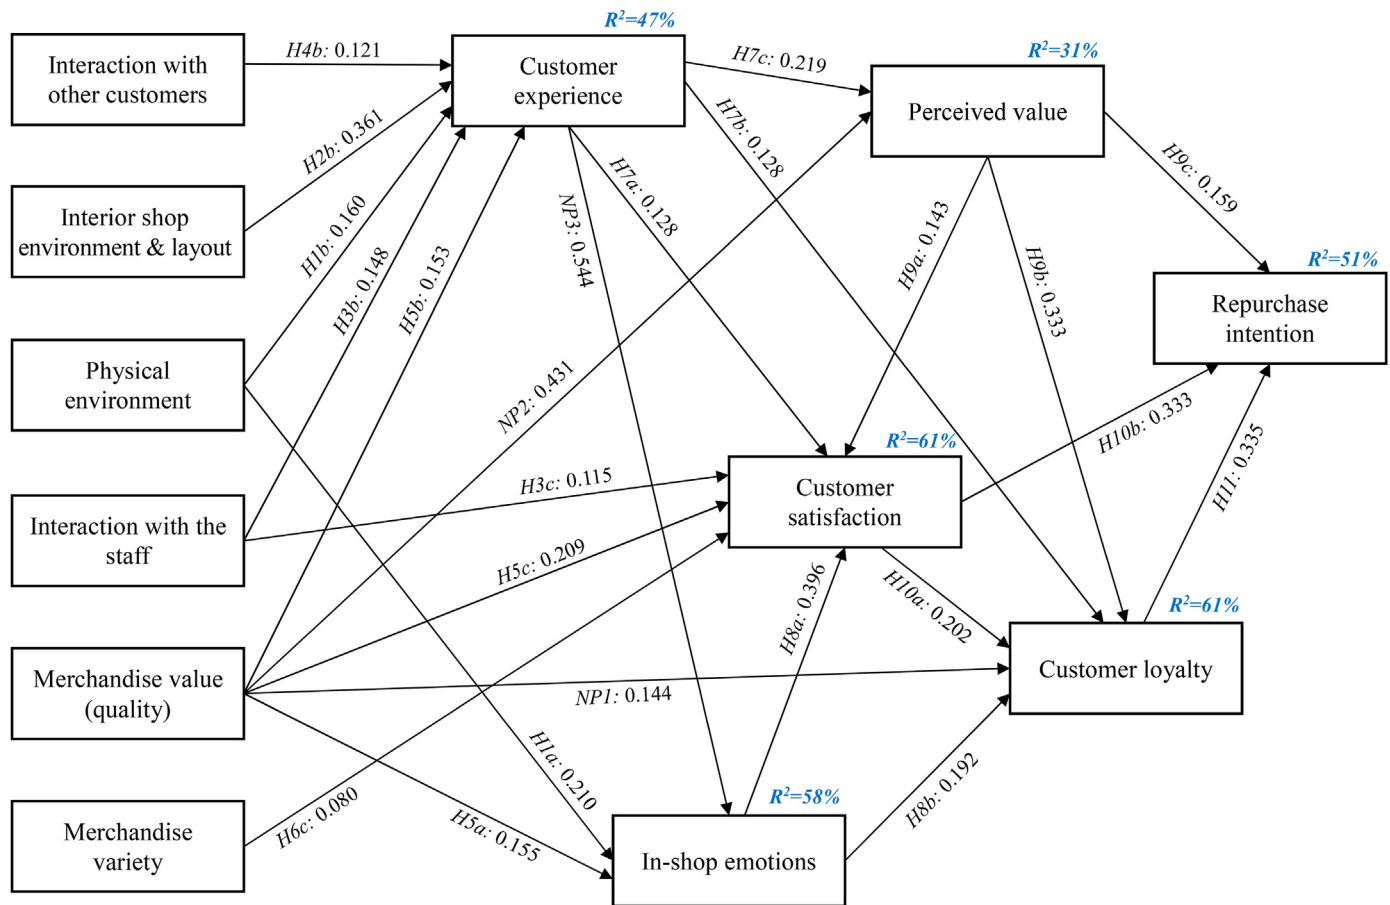 R²=47%
H4b: 0.121
Interaction with
other customers
Customer
experience
H7c: 0.219
R²=31%
Perceived value
H2b: 0.361
H7b: 0.128
H9c: 0.159
Interior shop
environment & layout
H1b: 0.160
H3b: 0.148
H5b: 0.153
NP3: 0.544
H7a: 0.128
H9a: 0.143
H9b: 0.333
R²=51%
Repurchase
intention
Physical
environment
NP2: 0.431
H10b: 0.333
R²=61%
Customer
satisfaction
H11: 0.335
Interaction with the
staff
H3c: 0.115
H5c: 0.209
H8a: 0.396
H10a: 0.202
R²=61%
Customer loyalty
Merchandise value
(quality)
NP1: 0.144
H1a: 0.210
H8b: 0.192
Merchandise
variety
H6c: 0.080
H5a: 0.155
R²=58%
In-shop emotions